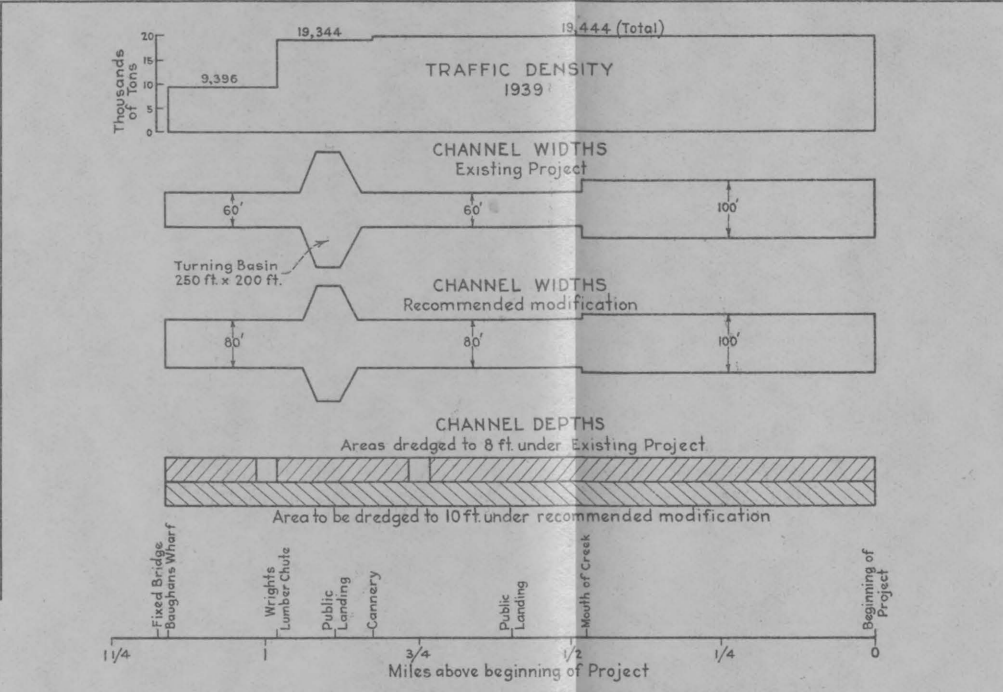 19,344
19,444 (Total)
Thousands
of Tons
20
15
10
5
0
9,396
TRAFFIC DENSITY
1939
CHANNEL WIDTHS
Existing Project
60'
60'
100'
Turning Basin
250 ft. x 200 ft.
CHANNEL WIDTHS
Recommended modification
80'
80'
100'
CHANNEL DEPTHS
Areas dredged to 8 ft. under Existing Project
Area to be dredged to 10 ft. under recommended modification
Fixed Bridge
Baughans Wharf
Wrights
Lumber Chute
Public
Landing
Cannery
Public
Landing
Mouth of Creek
Beginning of
Project
1 1/4
1
3/4
1/2
1/4
0
Miles above beginning of Project